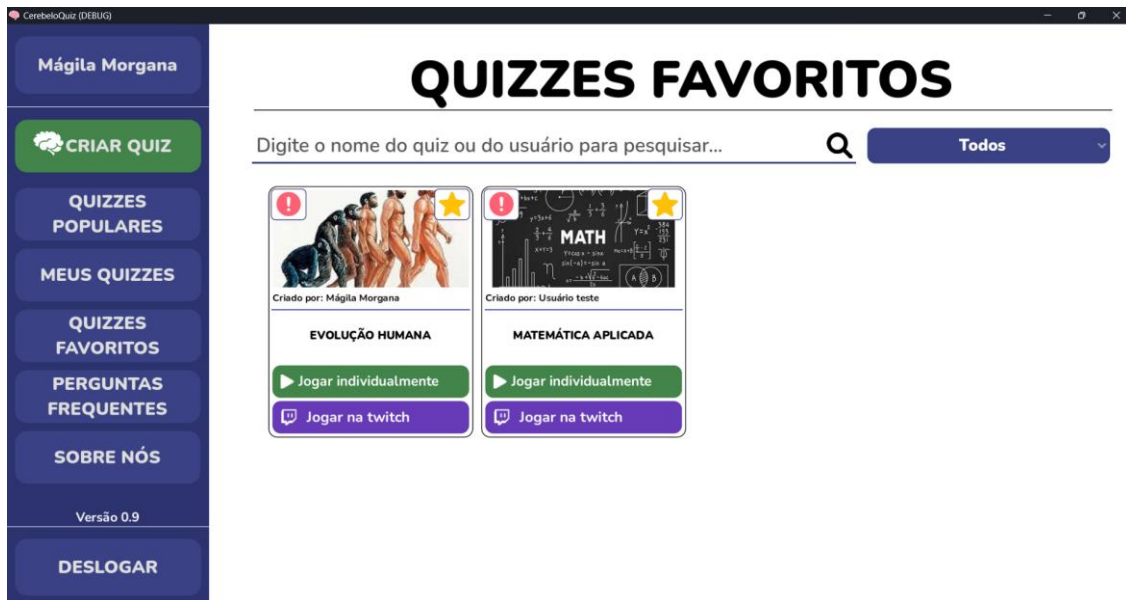 CerebeloQuiz (DEBUG)
Mágila Morgana
CRIAR QUIZ
QUIZZES
POPULARES
MEUS QUIZZES
QUIZZES
FAVORITOS
PERGUNTAS
FREQUENTES
SOBRE NÓS
Versão 0.9
DESLOGAR
QUIZZES FAVORITOS
Digite o nome do quiz ou do usuário para pesquisar...
Todos
Criado por: Mágila Morgana
EVOLUÇÃO HUMANA
Jogar individualmente
Jogar na twitch
MATH
A B
Criado por: Usuário teste
MATEMÁTICA APLICADA
Jogar individualmente
Jogar na twitch